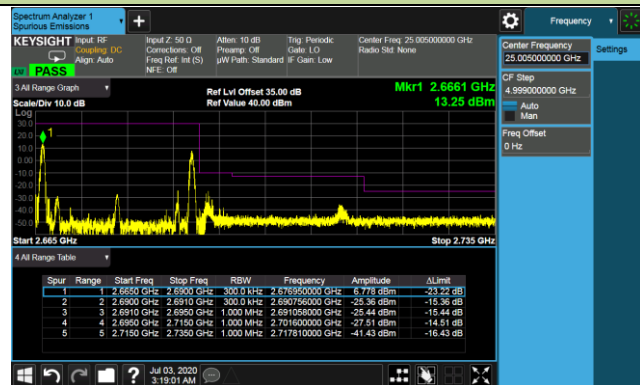 Spectrum Analyzer 1
Spurious Emissions
Frequency
KEYSIGHT
Input: RF
Coupling: DC
Align: Auto
Input Z: 50 Ω
Corrections: Off
Freq Ref: Int (S)
NFE: Off
Atten: 10 dB
Preamp: Off
µW Path: Standard
Trig: Periodic
Gate: LO
IF Gain: Low
Center Freq: 25.005000000 GHz
Radio Std: None
PASS
Center Frequency
25.005000000 GHz
Settings
CF Step
4.999000000 GHz
Auto
Man
Freq Offset
0 Hz
3 All Range Graph
Scale/Div 10.0 dB
Ref Lvl Offset 35.00 dB
Ref Value 40.00 dBm
Mkr1 2.6661 GHz
13.25 dBm
Log
30.0
20.0
10.0
0.00
-10.0
-20.0
-30.0
-40.0
-50.0
1
Start 2.665 GHz
Stop 2.735 GHz
4 All Range Table
Spur Range Start Freq Stop Freq RBW Frequency Amplitude ΔLimit
1 1 2.6650 GHz 2.6900 GHz 300.0 kHz 2.676950000 GHz 6.778 dBm -23.22 dB
2 2 2.6900 GHz 2.6910 GHz 300.0 kHz 2.690756000 GHz -25.36 dBm -15.36 dB
3 3 2.6910 GHz 2.6950 GHz 1.000 MHz 2.691058000 GHz -25.44 dBm -15.44 dB
4 4 2.6950 GHz 2.7150 GHz 1.000 MHz 2.701600000 GHz -27.51 dBm -14.51 dB
5 5 2.7150 GHz 2.7350 GHz 1.000 MHz 2.717810000 GHz -41.43 dBm -16.43 dB
Jul 03, 2020
3:19:01 AM